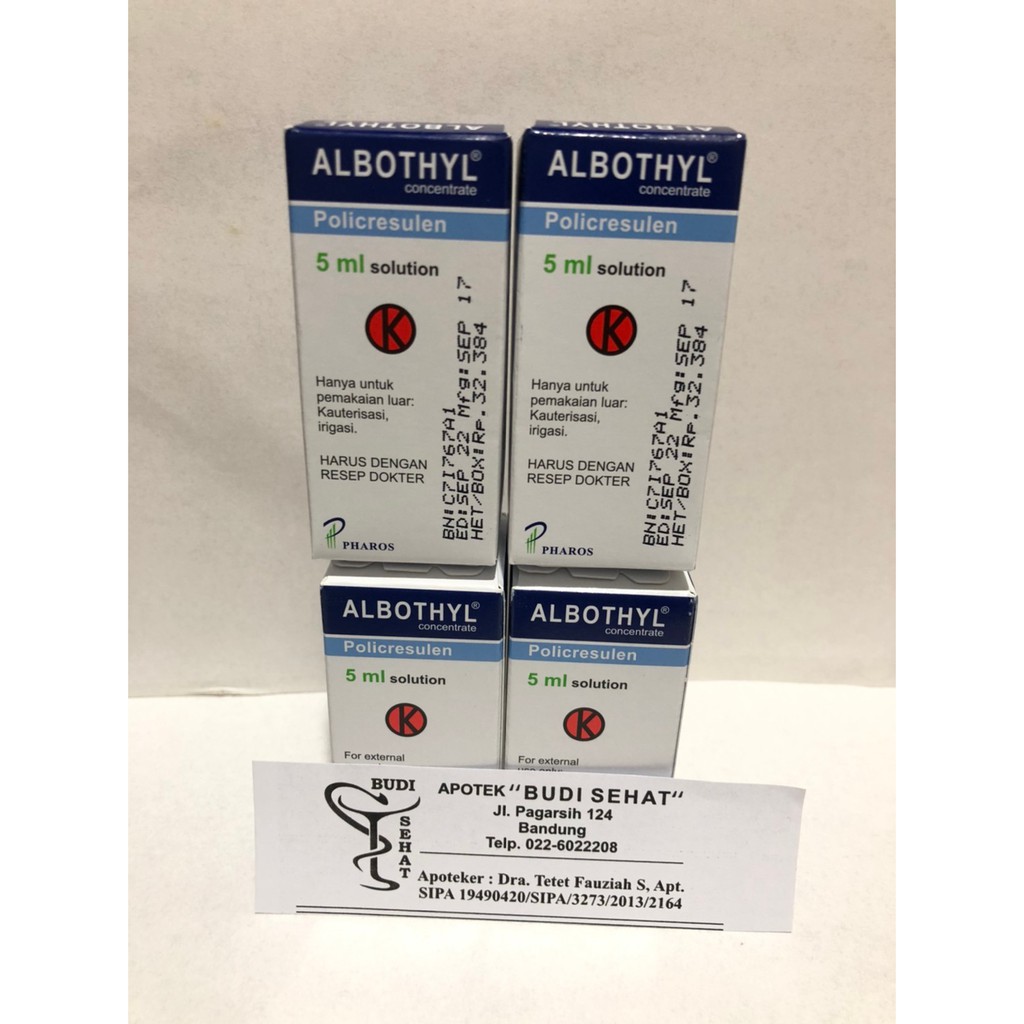 ALBOTHYL
ALBOTHYL®
concentrate
Policresulen
5 ml solution
K
Hanya untuk
pemakaian luar:
Kauterisasi,
irigasi.
HARUS DENGAN
RESEP DOKTER
PHAROS
BN:C7I767A1
ED:SEP 22 Mfg:SEP 17
HET/BOX:Rp.32.384
ALBOTHYL
ALBOTHYL®
concentrate
Policresulen
5 ml solution
K
Hanya untuk
pemakaian luar:
Kauterisasi,
irigasi.
HARUS DENGAN
RESEP DOKTER
PHAROS
BN:C7I767A1
ED:SEP 22 Mfg:SEP 17
HET/BOX:Rp.32.384
ALBOTHYL®
concentrate
Policresulen
5 ml solution
K
For external
ALBOTHYL®
concentrate
Policresulen
5 ml solution
K
For external
use only:
BUDI
SEHAT
APOTEK "BUDI SEHAT"
Jl. Pagarsih 124
Bandung
Telp. 022-6022208
Apoteker : Dra. Tetet Fauziah S, Apt.
SIPA 19490420/SIPA/3273/2013/2164